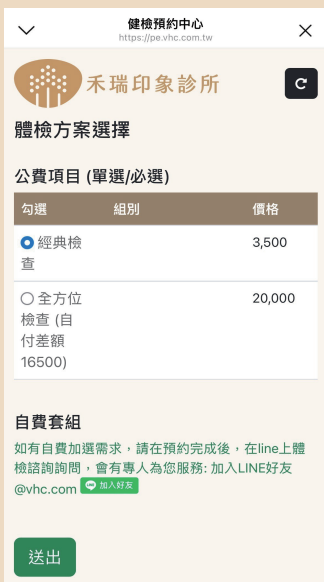 健檢預約中心
https://pe.vhc.com.tw
禾瑞印象診所
體檢方案選擇
公費項目 (單選/必選)
勾選 組別 價格
經典檢 3,500
查
全方位 20,000
檢查 (自
付差額
16500)
自費套組
如有自費加選需求，請在預約完成後，在line上體
檢諮詢詢問，會有專人為您服務: 加入LINE好友
@vhc.com 加入好友
送出